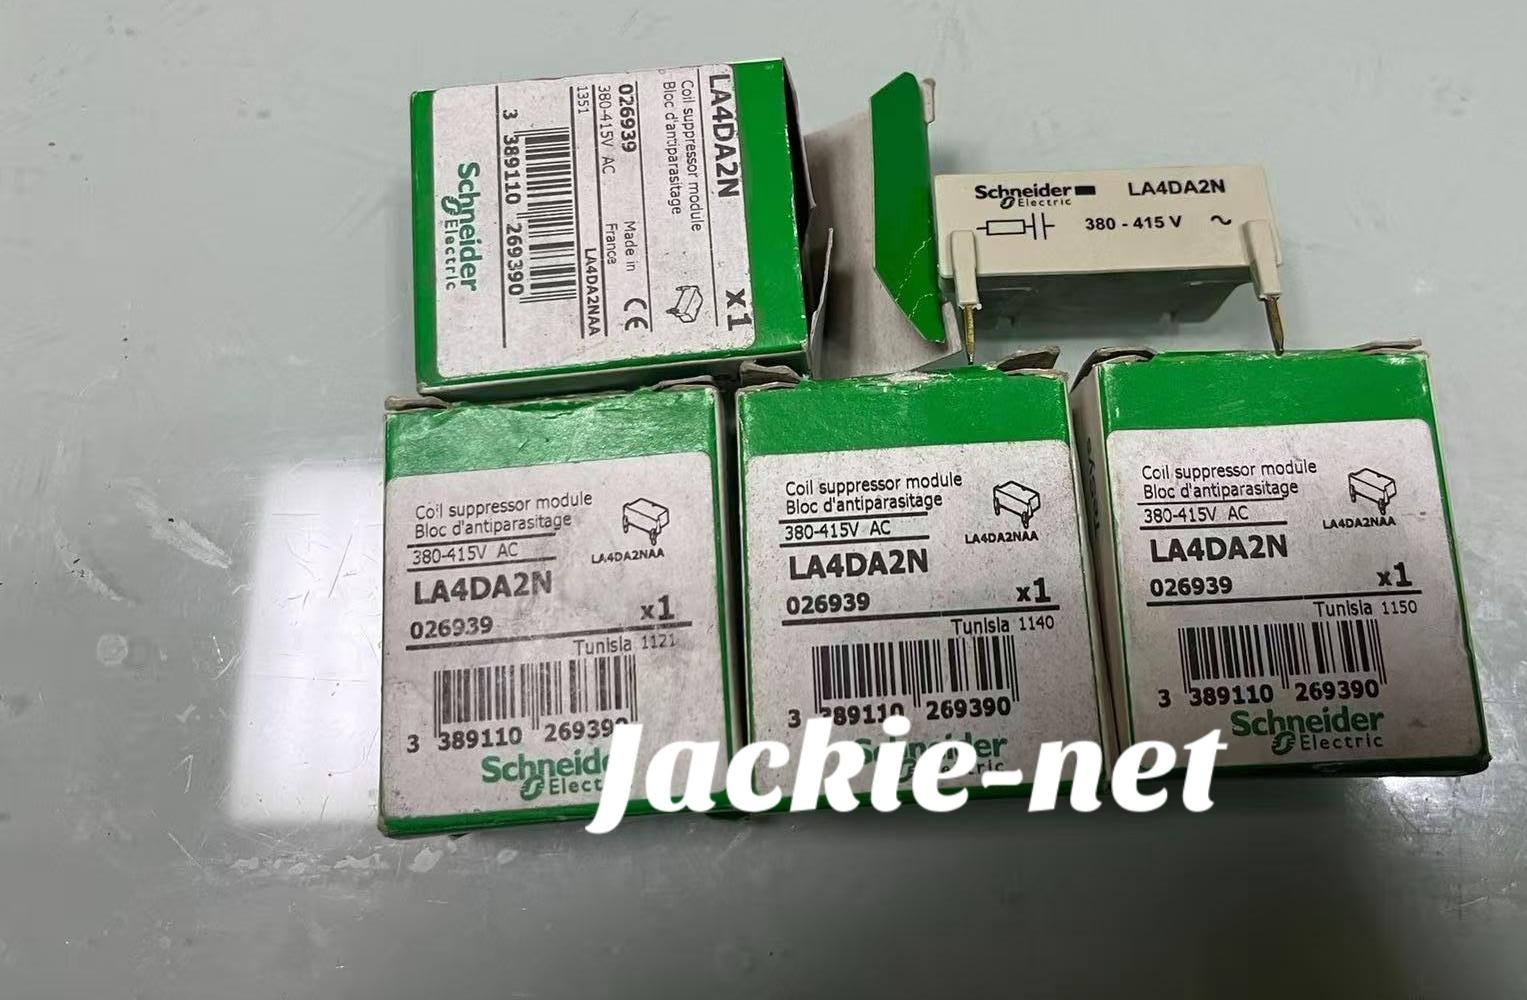 LA4DA2N
x1
Coil suppressor module
Bloc d'antiparasitage
026939
Made in
380-415V AC
France
CE
1351
LA4DA2NAA
3 389110 269390
Schneider
Electric
Schneider
Electric
LA4DA2N
380 - 415 V ~
Coil suppressor module
Bloc d'antiparasitage
380-415V AC
LA4DA2NAA
LA4DA2N
026939
x1
Tunisia 1121
3 389110 26939
Schneid
Elect
Coil suppressor module
Bloc d'antiparasitage
380-415V AC
LA4DA2NAA
LA4DA2N
026939
x1
Tunisia 1140
3 389110 269390
Schneider
Electric
Coil suppressor module
Bloc d'antiparasitage
380-415V AC
LA4DA2NAA
LA4DA2N
026939
x1
Tunisia 1150
3 389110 269390
Schneider
Electric
Jackie-net